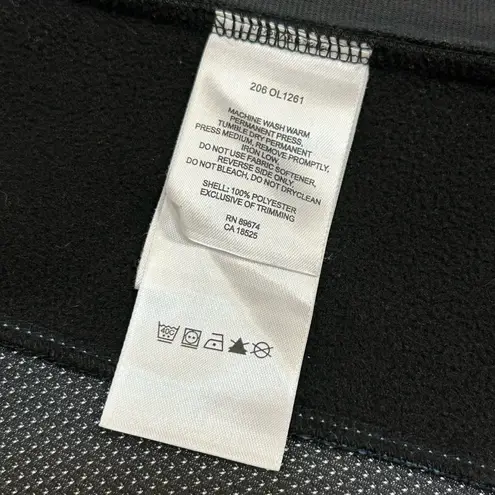 206 OL1261
MACHINE WASH WARM
PERMANENT PRESS,
TUMBLE DRY PERMANENT
PRESS MEDIUM, REMOVE PROMPTLY,
IRON LOW,
DO NOT USE FABRIC SOFTENER,
REVERSE SIDE ONLY
DO NOT BLEACH, DO NOT DRYCLEAN
SHELL: 100% POLYESTER
EXCLUSIVE OF TRIMMING
RN 89674
CA 18525
40C